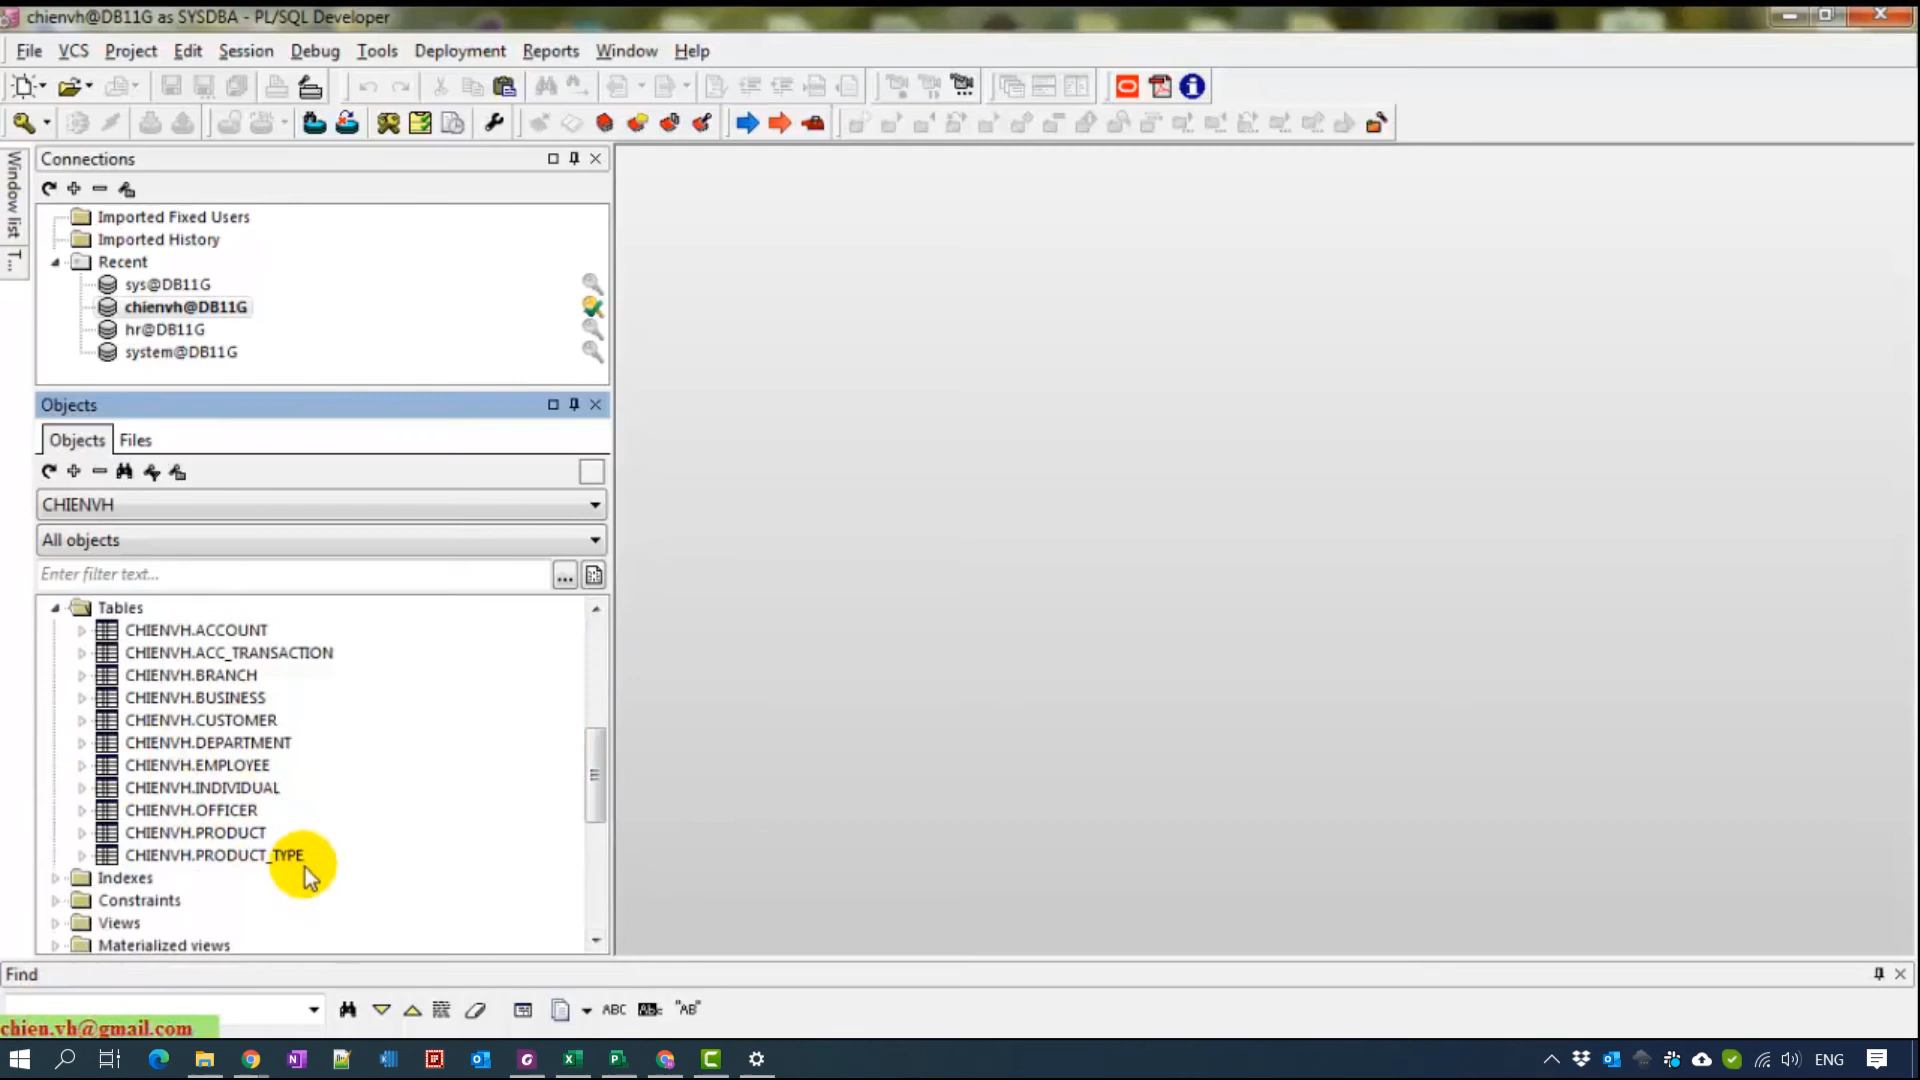 chienvh@DB11G as SYSDBA - PL/SQL Developer
File VCS Project Edit Session Debug Tools Deployment Reports Window Help
Window list
T...
Connections
Imported Fixed Users
Imported History
Recent
sys@DB11G
chienvh@DB11G
hr@DB11G
system@DB11G
Objects
Objects Files
CHIENVH
All objects
Enter filter text...
...
Tables
CHIENVH.ACCOUNT
CHIENVH.ACC_TRANSACTION
CHIENVH.BRANCH
CHIENVH.BUSINESS
CHIENVH.CUSTOMER
CHIENVH.DEPARTMENT
CHIENVH.EMPLOYEE
CHIENVH.INDIVIDUAL
CHIENVH.OFFICER
CHIENVH.PRODUCT
CHIENVH.PRODUCT_TYPE
Indexes
Constraints
Views
Materialized views
Find
ABC ABc "AB"
chien.vh@gmail.com
ENG